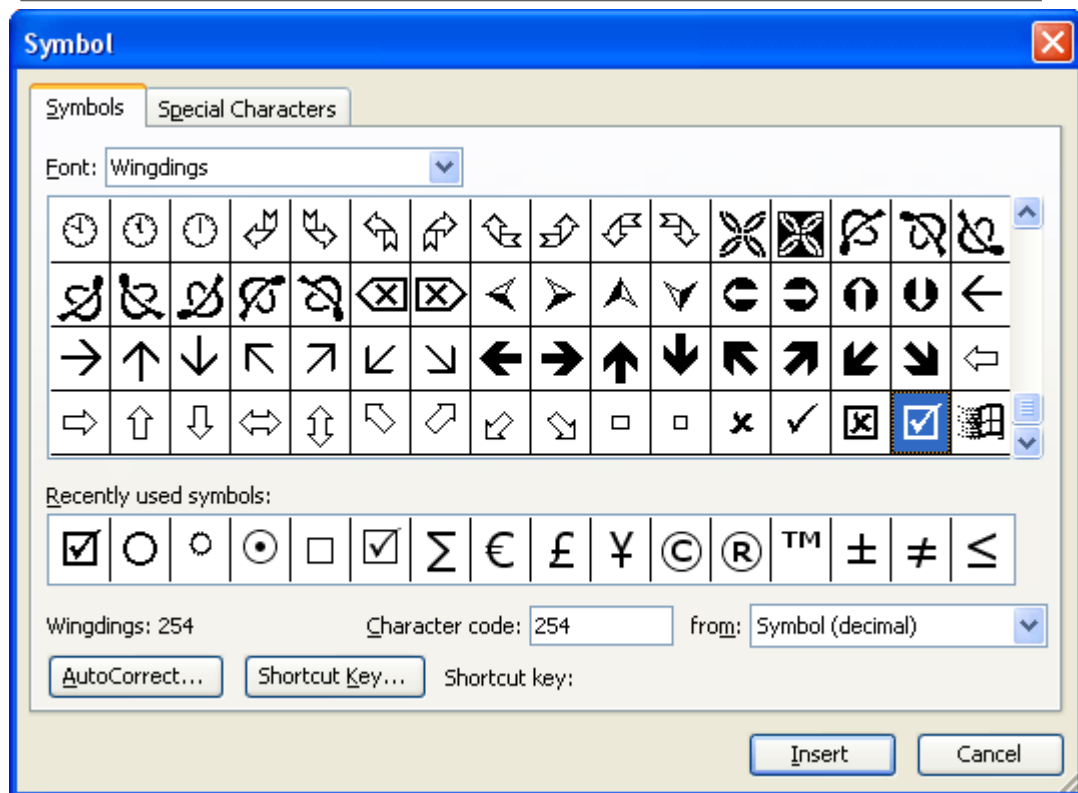 Symbol
Symbols Special Characters
Font: Wingdings
Recently used symbols:
∑ € £ ¥ © ® ™ ± ≠ ≤
Wingdings: 254 Character code: 254 from: Symbol (decimal)
AutoCorrect... Shortcut Key... Shortcut key:
Insert Cancel